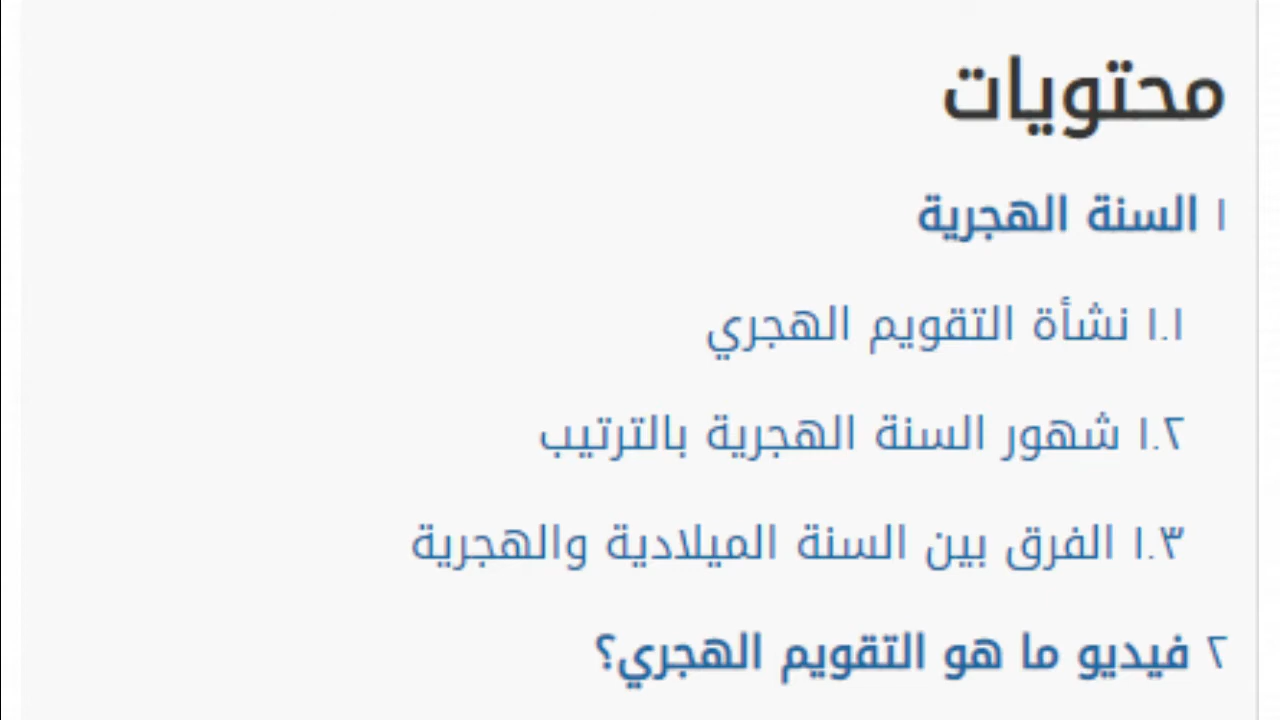 محتويات
١ السنة الهجرية
١.١ نشأة التقويم الهجري
١.٢ شهور السنة الهجرية بالترتيب
١.٣ الفرق بين السنة الميلادية والهجرية
٢ فيديو ما هو التقويم الهجري؟